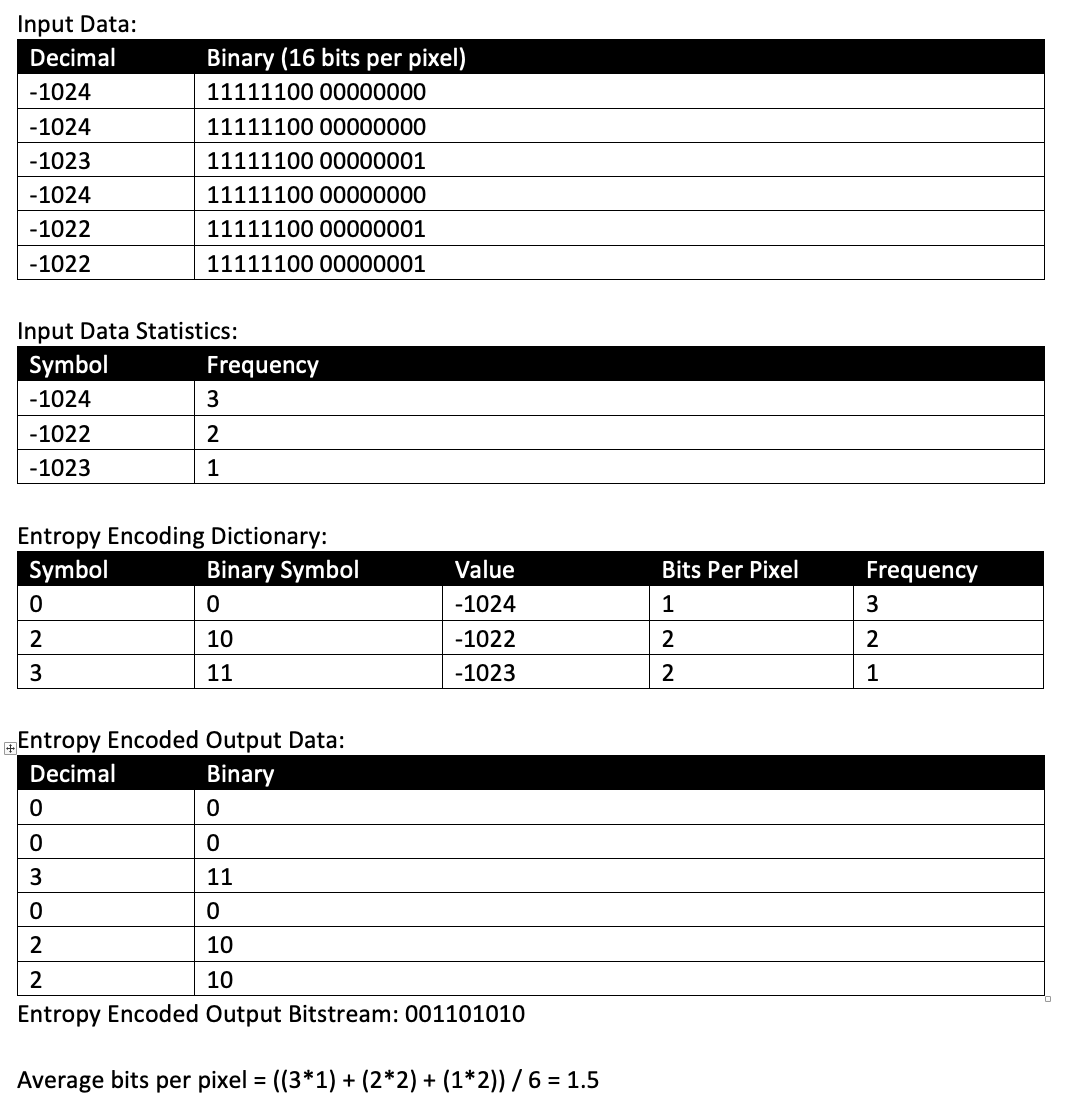 Input Data:
Decimal Binary (16 bits per pixel)
-1024 11111100 00000000
-1024 11111100 00000000
-1023 11111100 00000001
-1024 11111100 00000000
-1022 11111100 00000001
-1022 11111100 00000001
Input Data Statistics:
Symbol Frequency
-1024 3
-1022 2
-1023 1
Entropy Encoding Dictionary:
Symbol Binary Symbol Value Bits Per Pixel Frequency
0 0 -1024 1 3
2 10 -1022 2 2
3 11 -1023 2 1
Entropy Encoded Output Data:
Decimal Binary
0 0
0 0
3 11
0 0
2 10
2 10
Entropy Encoded Output Bitstream: 001101010
Average bits per pixel = ((3*1) + (2*2) + (1*2)) / 6 = 1.5